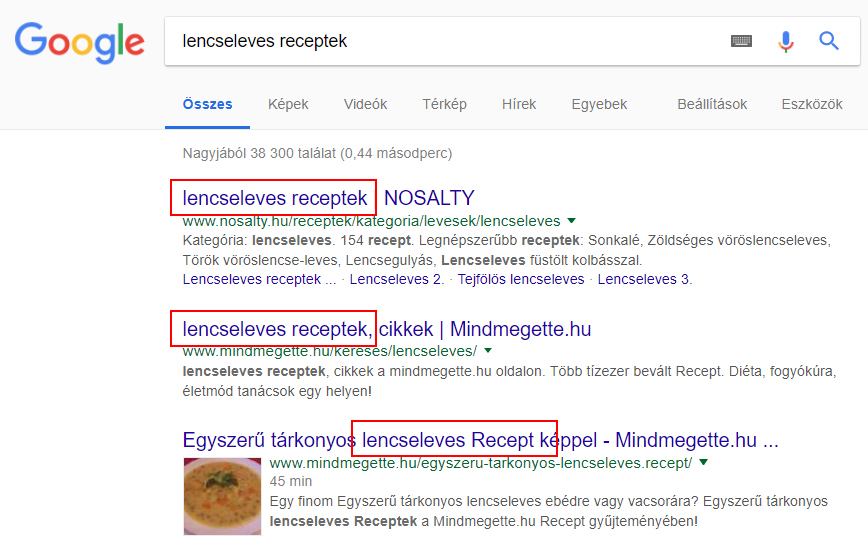 Google
lencseleves receptek
Összes Képek Videók Térkép Hírek Egyebek Beállítások Eszközök
Nagyjából 38 300 találat (0,44 másodperc)
lencseleves receptek NOSALTY
www.nosalty.hu/receptek/kategoria/levesek/lencseleves
Kategória: lencseleves. 154 recept. Legnépszerűbb receptek: Sonkalé, Zöldséges vöröslencseleves,
Török vöröslencse-leves, Lencsegulyás, Lencseleves füstölt kolbásszal.
Lencseleves receptek ... · Lencseleves 2. · Tejfölös lencseleves · Lencseleves 3.
lencseleves receptek, cikkek | Mindmegette.hu
www.mindmegette.hu/kereses/lencseleves/
lencseleves receptek, cikkek a mindmegette.hu oldalon. Több tízezer bevált Recept. Diéta, fogyókúra,
életmód tanácsok egy helyen!
Egyszerű tárkonyos lencseleves Recept képpel - Mindmegette.hu ...
www.mindmegette.hu/egyszeru-tarkonyos-lencseleves.recept/
45 min
Egy finom Egyszerű tárkonyos lencseleves ebédre vagy vacsorára? Egyszerű tárkonyos
lencseleves Receptek a Mindmegette.hu Recept gyűjteményében!